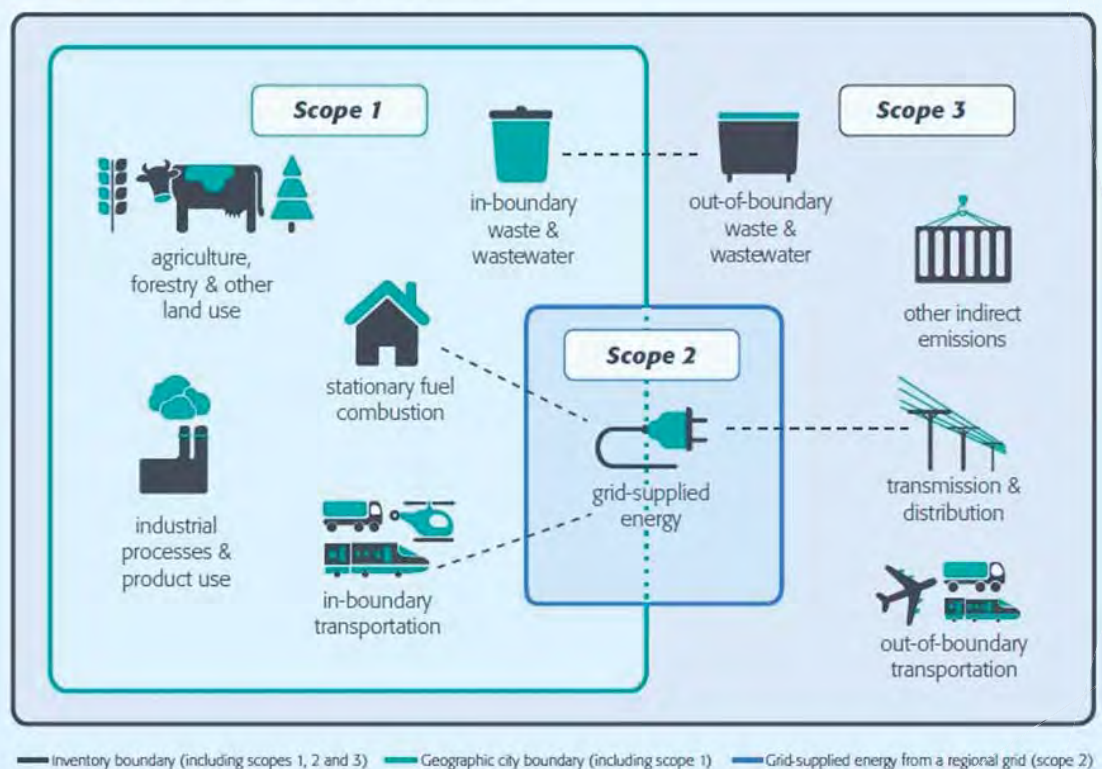 Scope 1
Scope 3
in-boundary
waste &
wastewater
out-of-boundary
waste &
wastewater
agriculture,
forestry & other
land use
other indirect
emissions
Scope 2
stationary fuel
combustion
grid-supplied
energy
transmission &
distribution
industrial
processes &
product use
in-boundary
transportation
out-of-boundary
transportation
Inventory boundary (including scopes 1, 2 and 3)
Geographic city boundary (including scope 1)
Grid-supplied energy from a regional grid (scope 2)